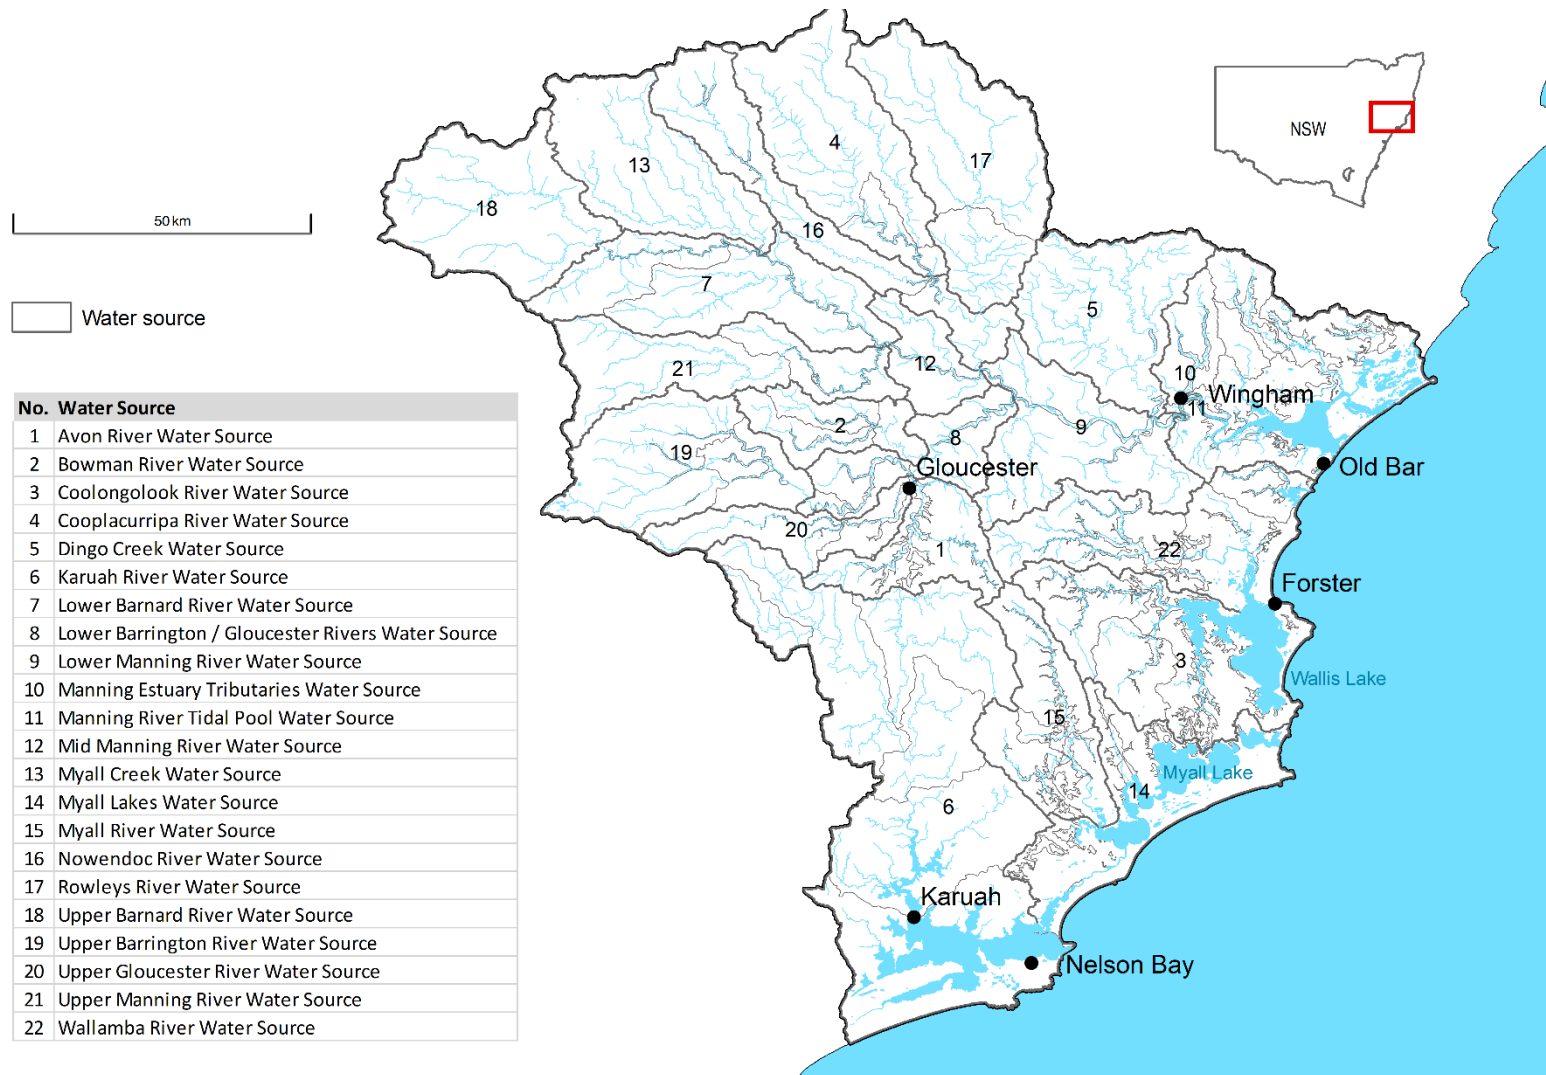 NSW
50 km
Water source
No. Water Source
1 Avon River Water Source
2 Bowman River Water Source
3 Coolongolook River Water Source
4 Cooplacurripa River Water Source
5 Dingo Creek Water Source
6 Karuah River Water Source
7 Lower Barnard River Water Source
8 Lower Barrington / Gloucester Rivers Water Source
9 Lower Manning River Water Source
10 Manning Estuary Tributaries Water Source
11 Manning River Tidal Pool Water Source
12 Mid Manning River Water Source
13 Myall Creek Water Source
14 Myall Lakes Water Source
15 Myall River Water Source
16 Nowendoc River Water Source
17 Rowleys River Water Source
18 Upper Barnard River Water Source
19 Upper Barrington River Water Source
20 Upper Gloucester River Water Source
21 Upper Manning River Water Source
22 Wallamba River Water Source
4
17
13
18
16
7
5
12
21
10
Wingham
11
2
9
8
19
Gloucester
Old Bar
20
1
22
Forster
3
Wallis Lake
15
Myall Lake
14
6
Karuah
Nelson Bay